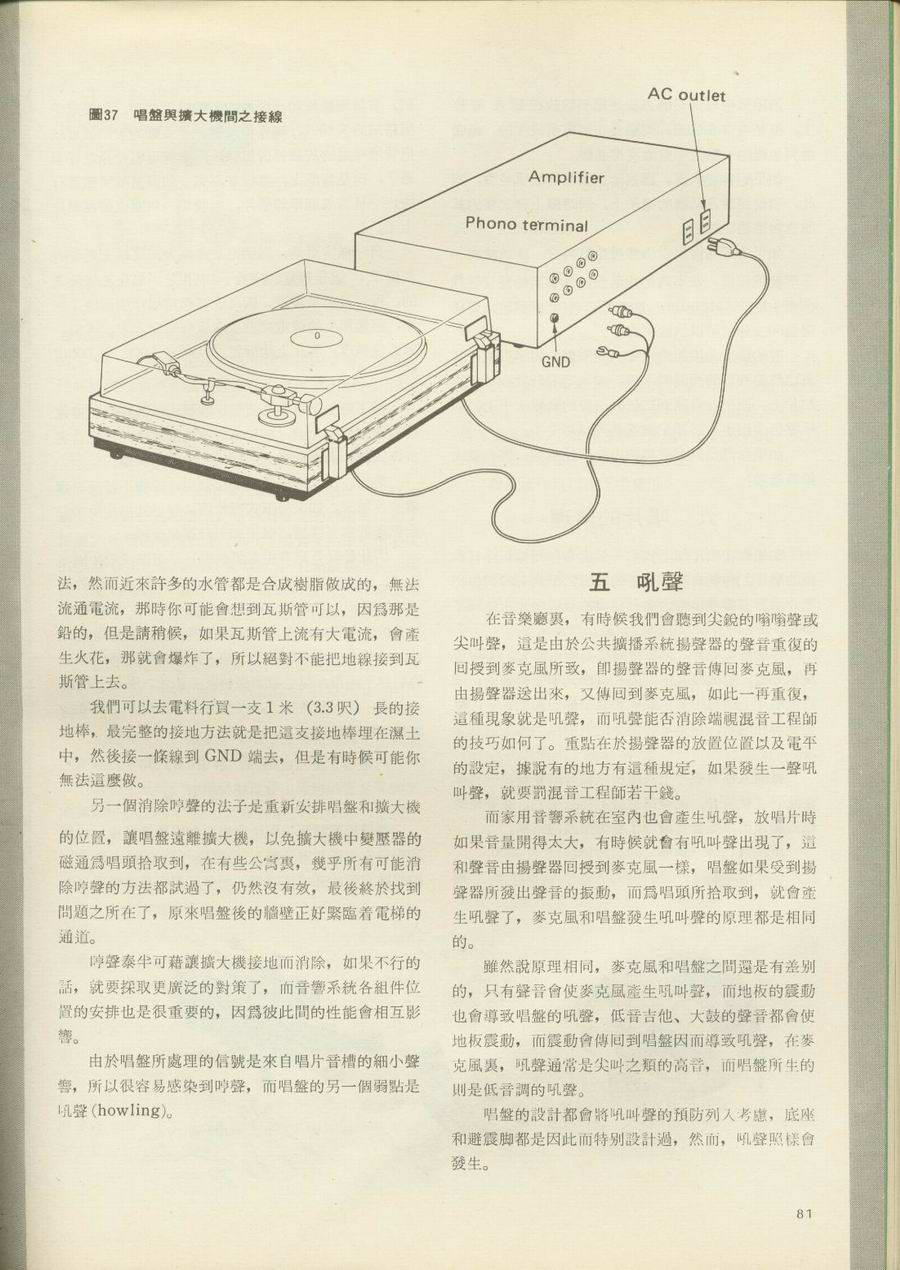 圖37 唱盤與擴大機間之接線
AC outlet
Amplifier
Phono terminal
GND
法，然而近來許多的水管都是合成樹脂做成的，無法
流通電流，那時你可能會想到瓦斯管可以，因爲那是
鉛的，但是請稍候，如果瓦斯管上流有大電流，會產
生火花，那就會爆炸了，所以絕對不能把地線接到瓦
斯管上去。
我們可以去電料行買一支1米 (3.3呎) 長的接
地棒，最完整的接地方法就是把這支接地棒埋在濕土
中，然後接一條線到 GND 端去，但是有時候可能你
無法這麼做。
另一個消除哼聲的法子是重新安排唱盤和擴大機
的位置，讓唱盤遠離擴大機，以免擴大機中變壓器的
磁通爲唱頭拾取到，在有些公寓裏，幾乎所有可能消
除哼聲的方法都試過了，仍然沒有效，最後終於找到
問題之所在了，原來唱盤後的牆壁正好緊臨着電梯的
通道。
哼聲泰半可藉讓擴大機接地而消除，如果不行的
話，就要採取更廣泛的對策了，而音響系統各組件位
置的安排也是很重要的，因爲彼此間的性能會相互影
響。
由於唱盤所處理的信號是來自唱片音槽的細小聲
響，所以很容易感染到哼聲，而唱盤的另一個弱點是
吼聲(howling)。
五 吼聲
在音樂廳裏，有時候我們會聽到尖銳的嗡嗡聲或
尖叫聲，這是由於公共擴播系統揚聲器的聲音重復的
回授到麥克風所致，即揚聲器的聲音傳回麥克風，再
由揚聲器送出來，又傳回到麥克風，如此一再重復，
這種現象就是吼聲，而吼聲能否消除端視混音工程師
的技巧如何了。重點在於揚聲器的放置位置以及電平
的設定，據說有的地方有這種規定，如果發生一聲吼
叫聲，就要罰混音工程師若干錢。
而家用音響系統在室內也會產生吼聲，放唱片時
如果音量開得太大，有時候就會有吼叫聲出現了，這
和聲音由揚聲器回授到麥克風一樣，唱盤如果受到揚
聲器所發出聲音的振動，而爲唱頭所拾取到，就會產
生吼聲了，麥克風和唱盤發生吼叫聲的原理都是相同
的。
雖然說原理相同，麥克風和唱盤之間還是有差別
的，只有聲音會使麥克風產生吼叫聲，而地板的震動
也會導致唱盤的吼聲，低音吉他、大鼓的聲音都會使
地板震動，而震動會傳回到唱盤因而導致吼聲，在麥
克風裏，吼聲通常是尖叫之類的高音，而唱盤所生的
則是低音調的吼聲。
唱盤的設計都會將吼叫聲的預防列入考慮，底座
和避震脚都是因此而特別設計過，然而，吼聲照樣會
發生。
81